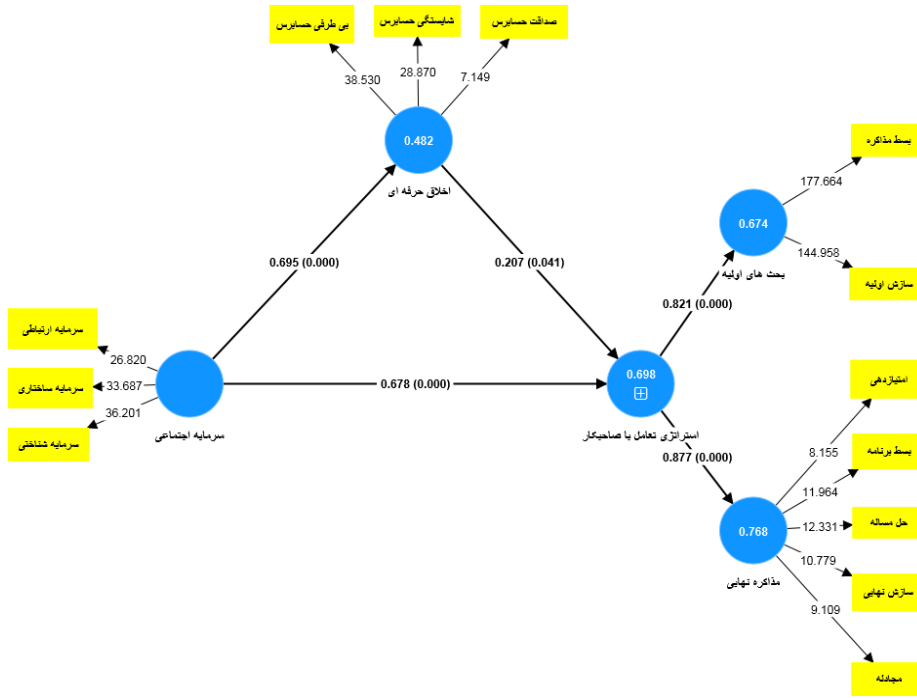 بی طرفی حسابرس
شایستگی حسابرس
صداقت حسابرس
38.530
28.870
7.149
0.482
اخلاق حرفه ای
بسط مذاکره
177.664
0.674
144.958
بحث های اولیه
سازش اولیه
0.695 (0.000)
0.207 (0.041)
0.821 (0.000)
سرمایه ارتباطی
26.820
سرمایه ساختاری
33.687
36.201
سرمایه شناختی
سرمایه اجتماعی
0.678 (0.000)
0.698
استراتژی تعامل با صاحبکار
0.877 (0.000)
امتیازدهی
8.155
بسط برنامه
11.964
حل مساله
12.331
0.768
10.779
سازش نهایی
مذاکره نهایی
9.109
مجادله